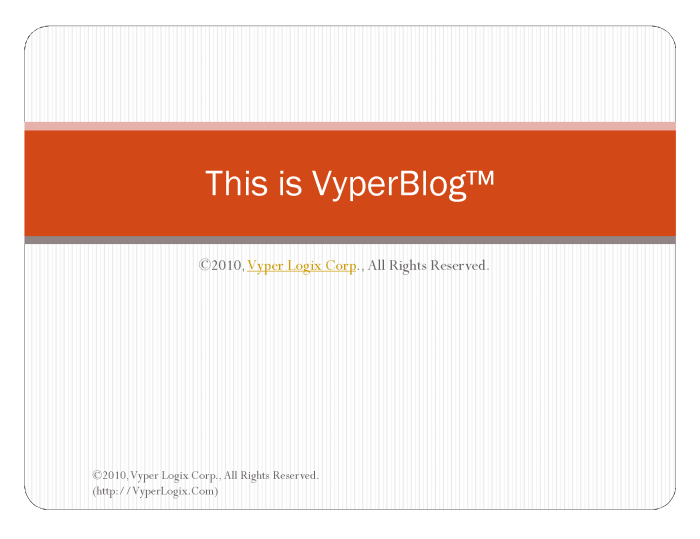 This is VyperBlog™
©2010, Vyper Logix Corp., All Rights Reserved.
©2010, Vyper Logix Corp., All Rights Reserved.
(http://VyperLogix.Com)